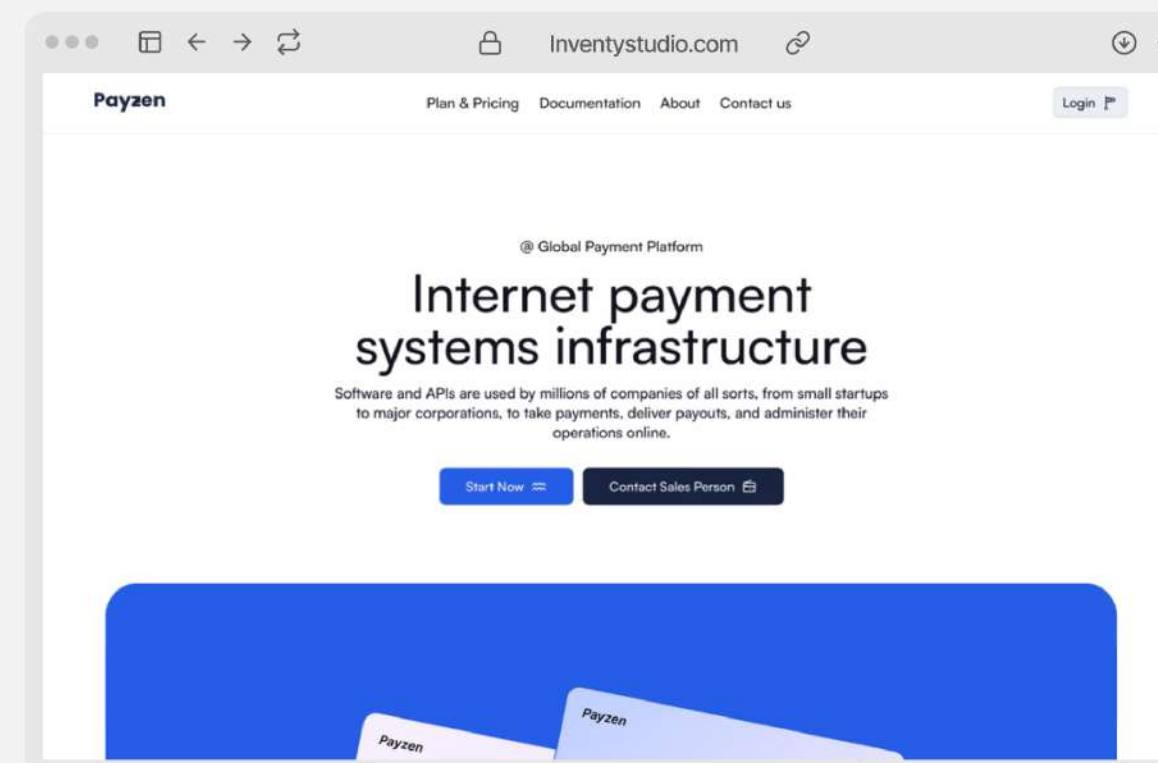 Inventystudio.com
Payzen
Plan & Pricing Documentation About Contact us
Login
@ Global Payment Platform
Internet payment
systems infrastructure
Software and APIs are used by millions of companies of all sorts, from small startups
to major corporations, to take payments, deliver payouts, and administer their
operations online.
Start Now
Contact Sales Person
Payzen
Payzen